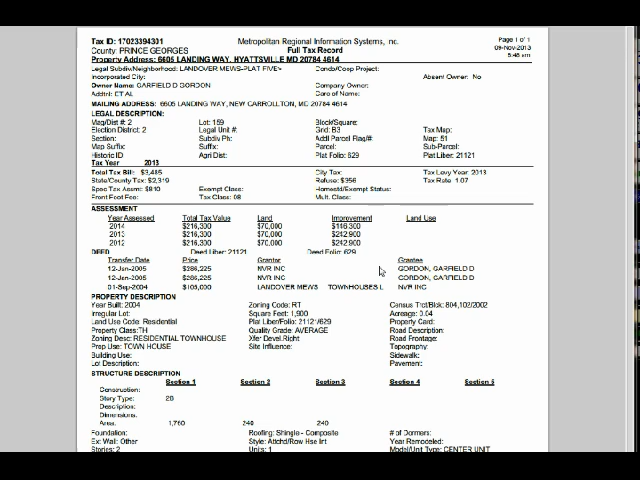 Tax ID: 17023394301 Metropolitan Regional Information Systems, Inc. Page 1 of 1
County: PRINCE GEORGES Full Tax Record 09-Nov-2013
Property Address: 6605 LANDING WAY, HYATTSVILLE MD 20784 4614 5:48 am
Legal Subdiv/Neighborhood: LANDOVER MEWS-PLAT FIVE> Condo/Coop Project:
Incorporated City: Absent Owner: No
Owner Name: GARFIELD D GORDON Company Owner:
Addtnl: ET AL Care of Name:
MAILING ADDRESS: 6605 LANDING WAY, NEW CARROLLTON, MD 20784 4614
LEGAL DESCRIPTION:
Mag/Dist #: 2 Lot: 159 Block/Square:
Election District: 2 Legal Unit #: Grid: B3 Tax Map:
Section: Subdiv Ph: Addl Parcel Flag/#: Map: 51
Map Suffix: Suffix: Parcel: Sub-Parcel:
Historic ID Agri Dist: Plat Folio: 629 Plat Liber: 21121
Tax Year 2013
Total Tax Bill: $3,485 City Tax: Tax Levy Year: 2013
State/County Tax: $2,319 Refuse: $356 Tax Rate: 1.07
Spec Tax Assmt: $810 Exempt Class: Homestd/Exempt Status:
Front Foot Fee: Tax Class: 08 Mult. Class:
ASSESSMENT
Year Assessed Total Tax Value Land Improvement Land Use
2014 $216,300 $70,000 $146,300
2013 $216,300 $70,000 $242,900
2012 $216,300 $70,000 $242,900
DEED Deed Liber: 21121 Deed Folio: 629
Transfer Date Price Grantor Grantee
12-Jan-2005 $286,225 NVR INC GORDON, GARFIELD D
12-Jan-2005 $286,225 NVR INC GORDON, GARFIELD D
01-Sep-2004 $105,000 LANDOVER MEWS TOWNHOUSES L NVR INC
PROPERTY DESCRIPTION
Year Built: 2004 Zoning Code: RT Census Trct/Blck: 804,102/2002
Irregular Lot: Square Feet: 1,900 Acreage: 0.04
Land Use Code: Residential Plat Liber/Folio: 21121/629 Property Card:
Property Class: TH Quality Grade: AVERAGE Road Description:
Zoning Desc: RESIDENTIAL TOWNHOUSE Xfer Devel.Right: Road Frontage:
Prop Use: TOWN HOUSE Site Influence: Topography:
Building Use: Sidewalk:
Lot Description: Pavement:
STRUCTURE DESCRIPTION
Section 1 Section 2 Section 3 Section 4 Section 5
Construction:
Story Type: 2B
Description:
Dimensions:
Area: 1,760 240 240
Foundation: Roofing: Shingle - Composite # of Dormers:
Ex. Wall: Other Style: Attchd/Row Hse Int Year Remodeled:
Stories: 2 Units: 1 Model/Unit Type: CENTER UNIT